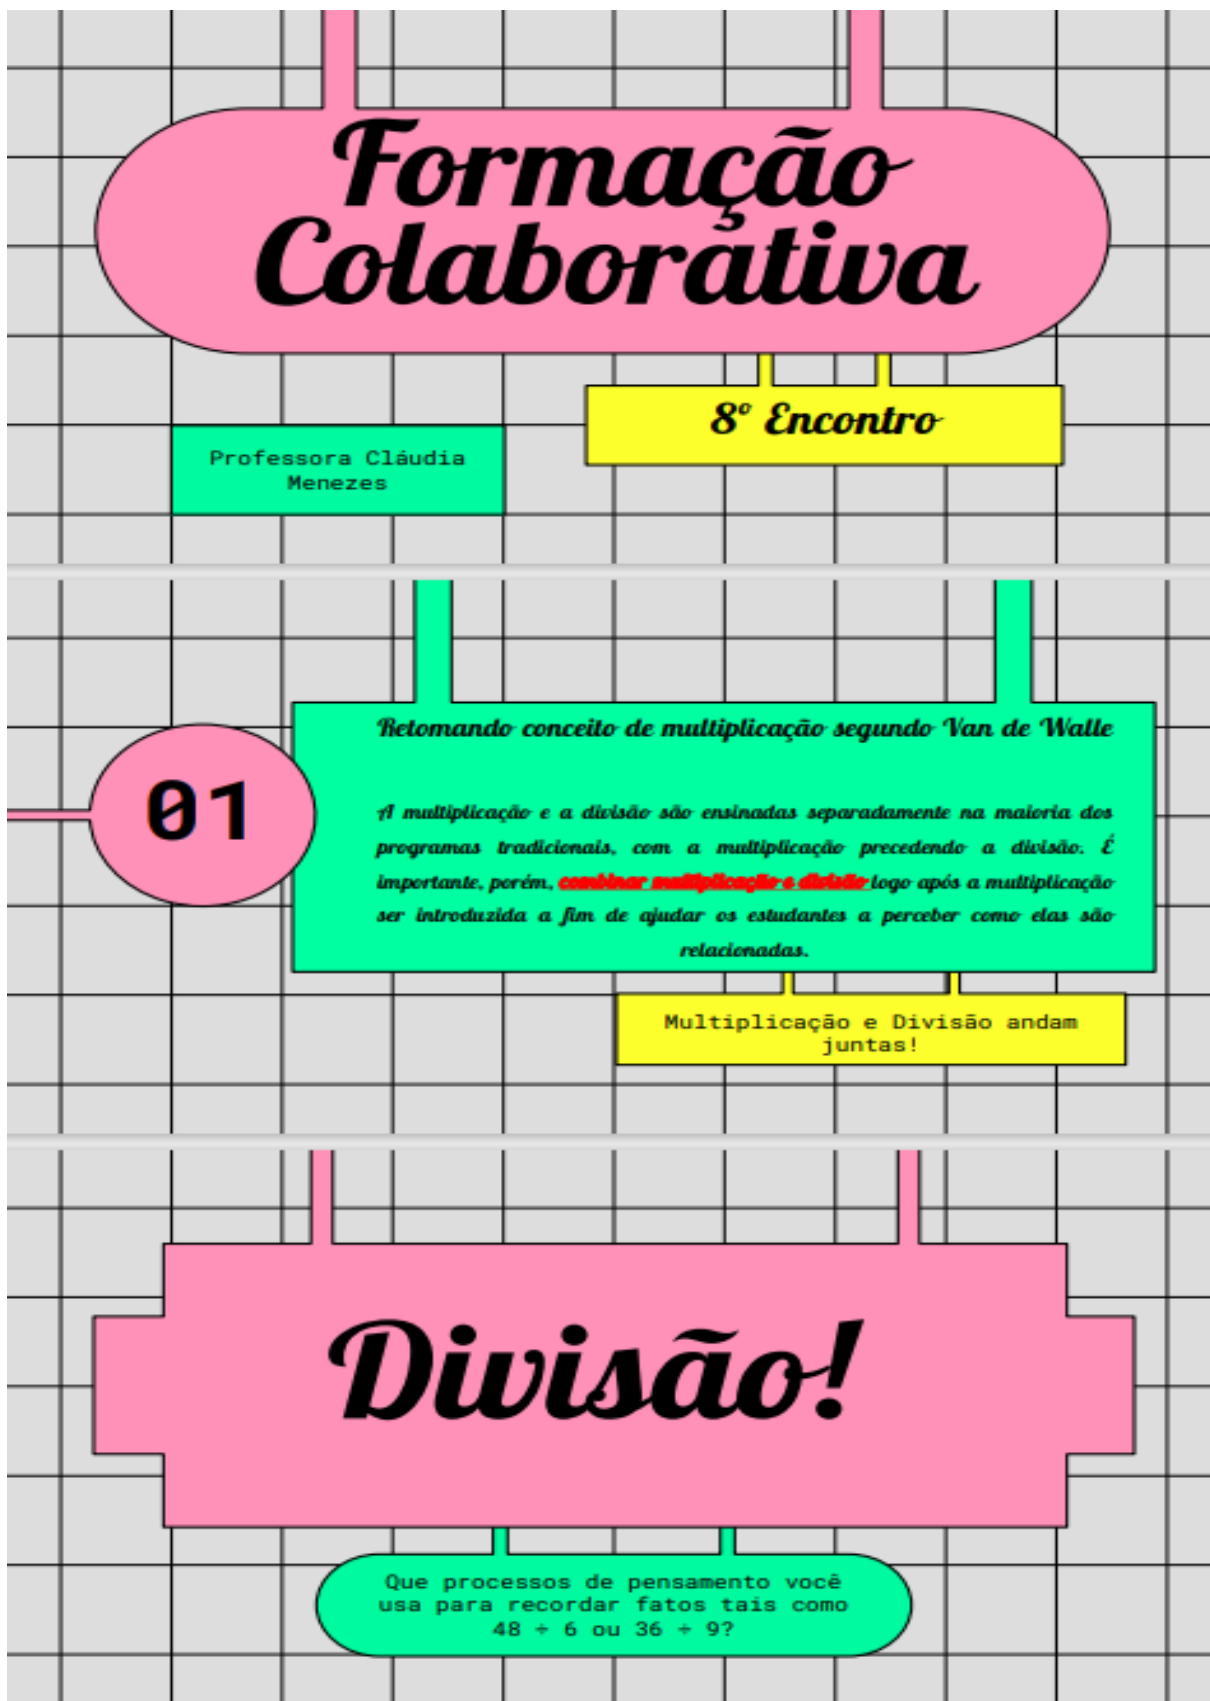 Formação
Colaborativa
8º Encontro
Professora Cláudia
Menezes
01
Retomando conceito de multiplicação segundo Van de Walle
A multiplicação e a divisão são ensinadas separadamente na maioria dos
programas tradicionais, com a multiplicação precedendo a divisão. É
importante, porém, combinar multiplicação e divisão logo após a multiplicação
ser introduzida a fim de ajudar os estudantes a perceber como elas são
relacionadas.
Multiplicação e Divisão andam
juntas!
Divisão!
Que processos de pensamento você
usa para recordar fatos tais como
48 ÷ 6 ou 36 ÷ 9?